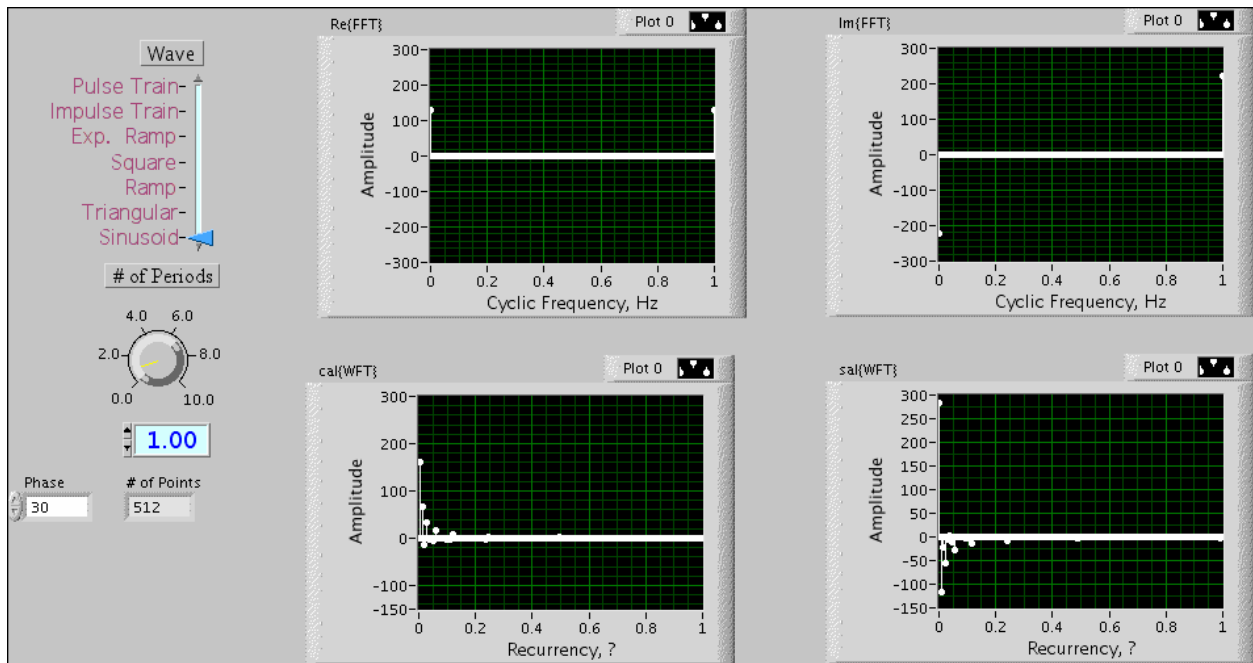 Wave
Pulse Train
Impulse Train
Exp. Ramp
Square
Ramp
Triangular
Sinusoid
# of Periods
4.0 6.0
2.0 8.0
0.0 10.0
1.00
Phase
30
# of Points
512
Re{FFT}
Plot 0
300
200
100
0
-100
-200
-300
Amplitude
0 0.2 0.4 0.6 0.8 1
Cyclic Frequency, Hz
Im{FFT}
Plot 0
300
200
100
0
-100
-200
-300
Amplitude
0 0.2 0.4 0.6 0.8 1
Cyclic Frequency, Hz
cal{WFT}
Plot 0
300
200
100
0
-100
-150
Amplitude
0 0.2 0.4 0.6 0.8 1
Recurrency, ?
sal{WFT}
Plot 0
300
250
200
150
100
50
0
-50
-100
-150
Amplitude
0 0.2 0.4 0.6 0.8 1
Recurrency, ?